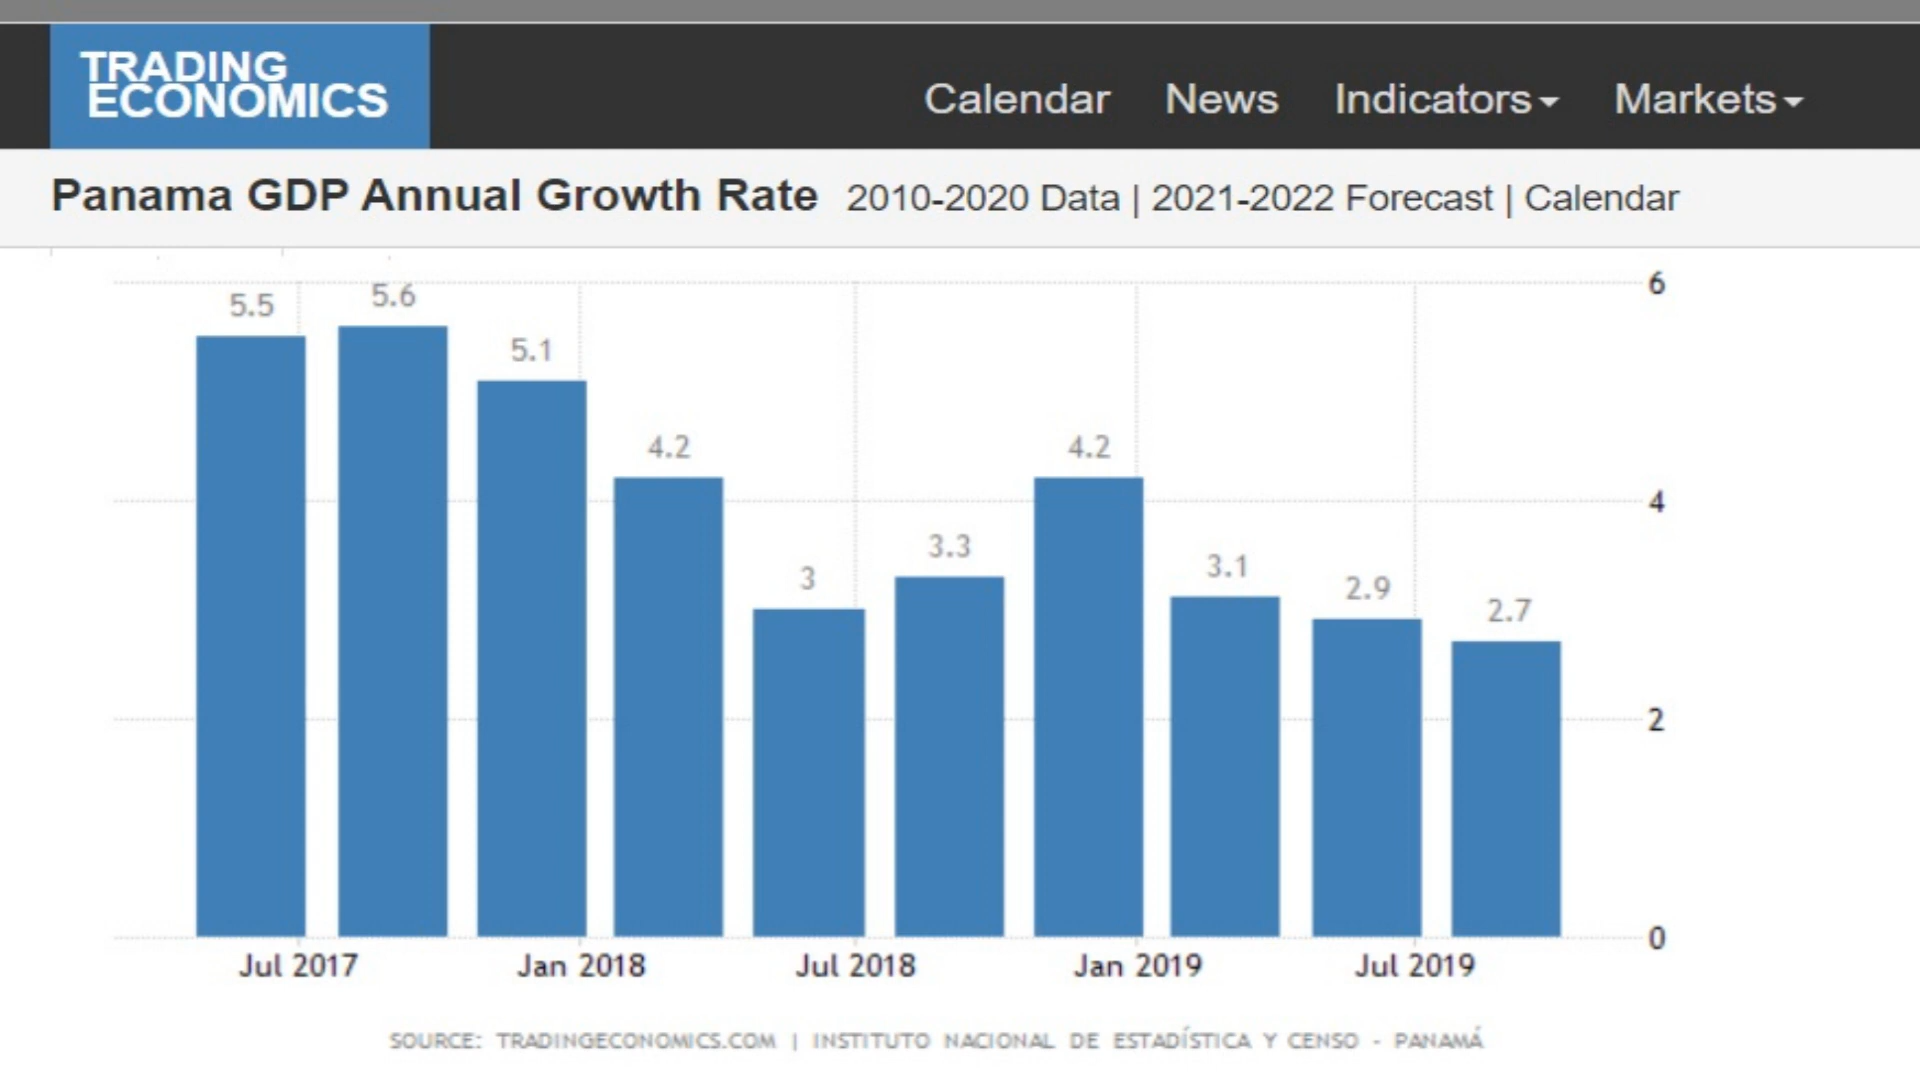 TRADING
ECONOMICS
Calendar News Indicators Markets
Panama GDP Annual Growth Rate 2010-2020 Data | 2021-2022 Forecast | Calendar
6
5.5 5.6
5.1
4.2 4.2
4
3.3
3 3.1
2.9
2.7
2
0
Jul 2017 Jan 2018 Jul 2018 Jan 2019 Jul 2019
SOURCE: TRADINGECONOMICS.COM | INSTITUTO NACIONAL DE ESTADÍSTICA Y CENSO - PANAMÁ